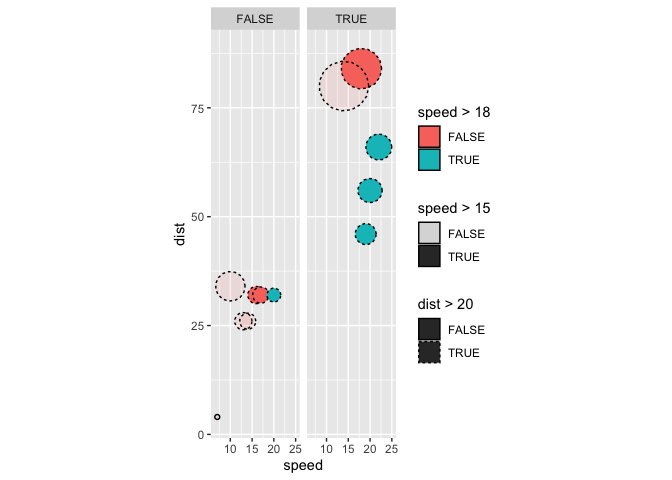 FALSE TRUE
speed > 18
FALSE
TRUE
speed > 15
FALSE
TRUE
dist > 20
FALSE
TRUE
75
50
25
0
dist
10 15 20 25 10 15 20 25
speed